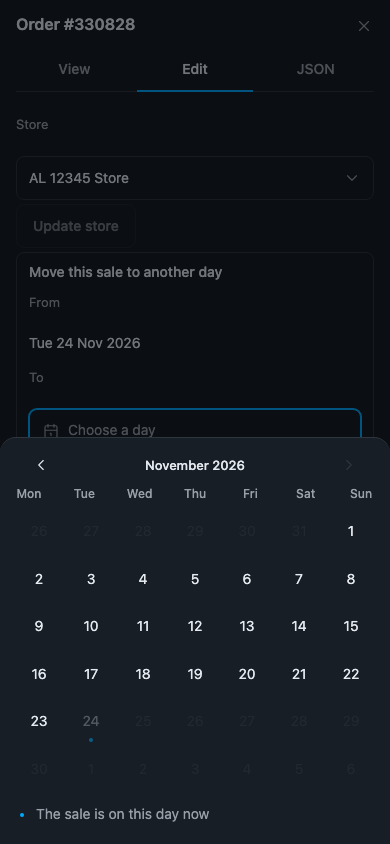 Order #330828
View Edit JSON
Store
AL 12345 Store
Update store
Move this sale to another day
From
Tue 24 Nov 2026
To
Choose a day
November 2026
Mon Tue Wed Thu Fri Sat Sun
26 27 28 29 30 31 1
2 3 4 5 6 7 8
9 10 11 12 13 14 15
16 17 18 19 20 21 22
23 24 25 26 27 28 29
30 1 2 3 4 5 6
The sale is on this day now